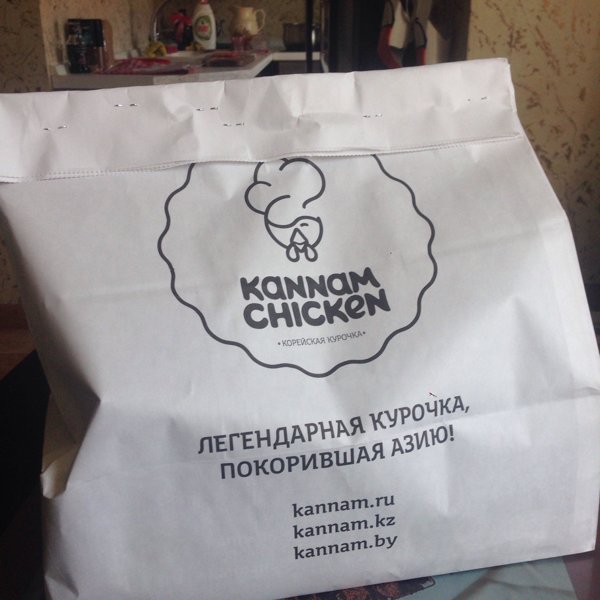 KANNAM
CHICKEN
• КОРЕЙСКАЯ КУРОЧКА •
ЛЕГЕНДАРНАЯ КУРОЧКА,
ПОКОРИВШАЯ АЗИЮ!
kannam.ru
kannam.kz
kannam.by